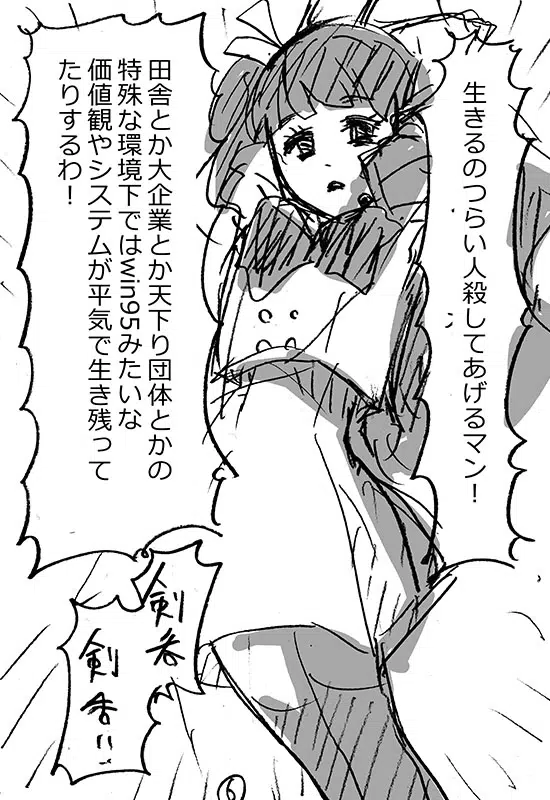 生きるのつらい人殺してあげるマン!
田舎とか大企業とか天下り団体とかの
特殊な環境下ではwin95みたいな
価値観やシステムが平気で生き残って
たりするわ!
剣呑
剣呑!!
6